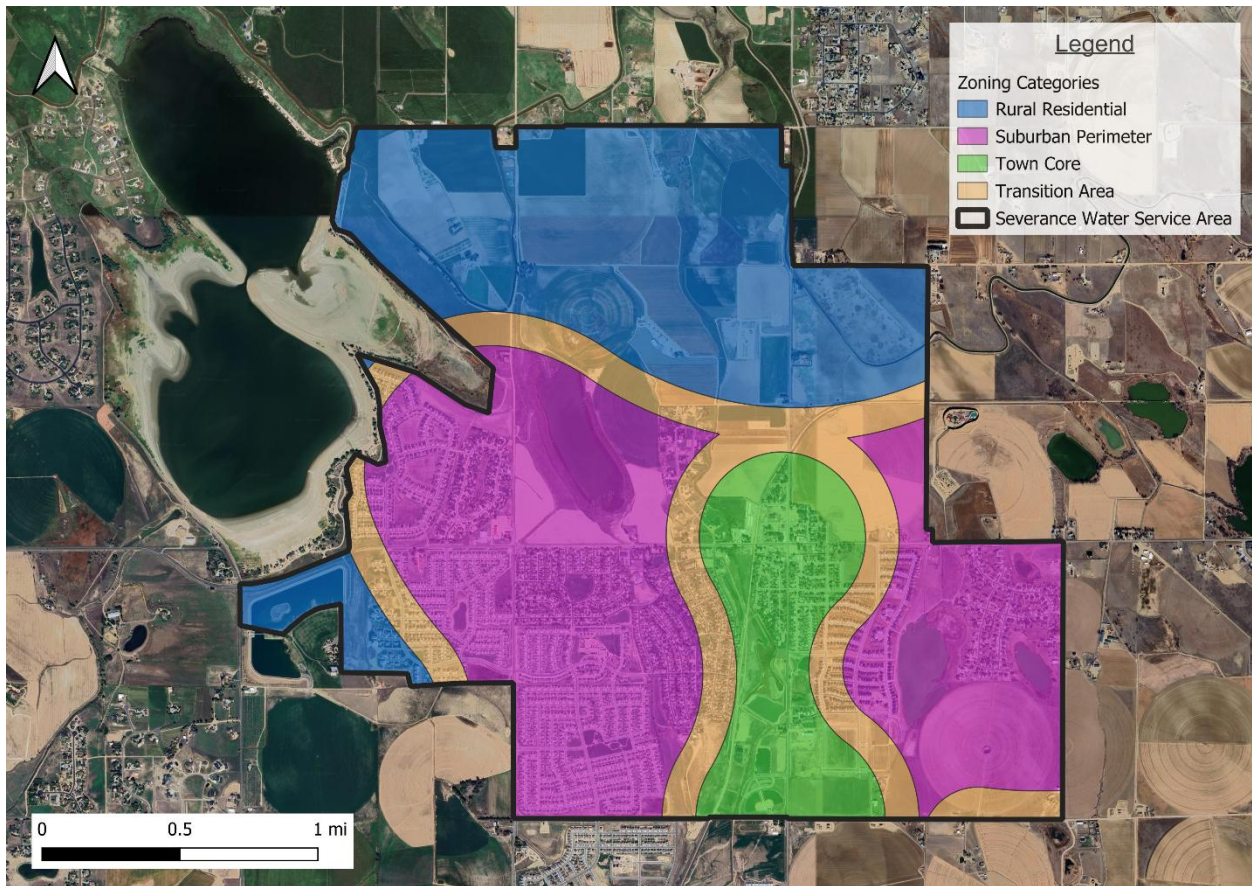 Legend
Zoning Categories
Rural Residential
Suburban Perimeter
Town Core
Transition Area
Severance Water Service Area
0 0.5 1 mi